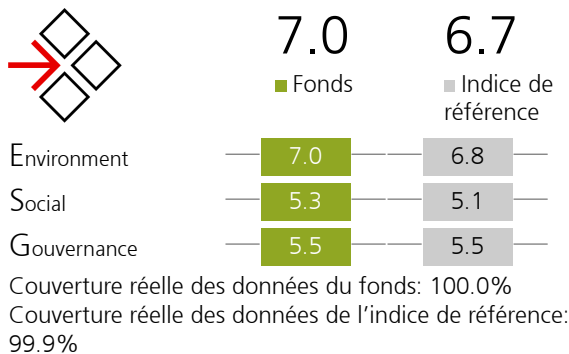 7.0 6.7
Fonds Indice de
référence
Environment 7.0 6.8
Social 5.3 5.1
Gouvernance 5.5 5.5
Couverture réelle des données du fonds: 100.0%
Couverture réelle des données de l’indice de référence:
99.9%